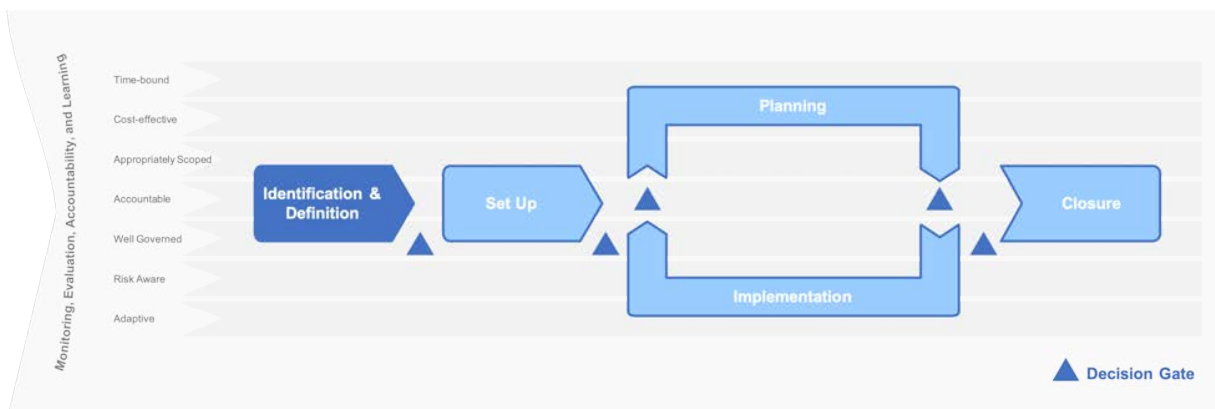 Monitoring, Evaluation, Accountability, and Learning
Time-bound
Cost-effective
Appropriately Scoped
Accountable
Well Governed
Risk Aware
Adaptive
Identification &
Definition
Set Up
Planning
Implementation
Closure
Decision Gate